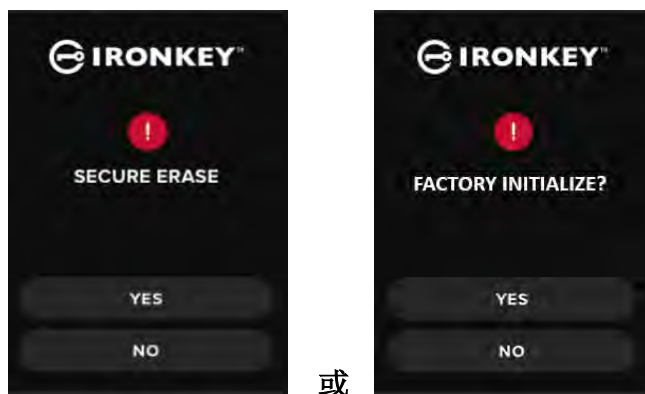 IRONKEY™
SECURE ERASE
YES
NO
或
IRONKEY™
FACTORY INITIALIZE?
YES
NO